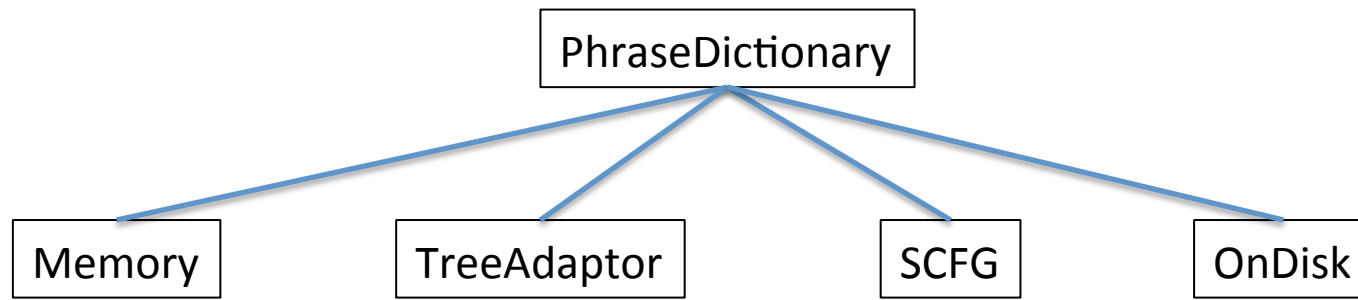 PhraseDictionary
Memory
TreeAdaptor
SCFG
OnDisk